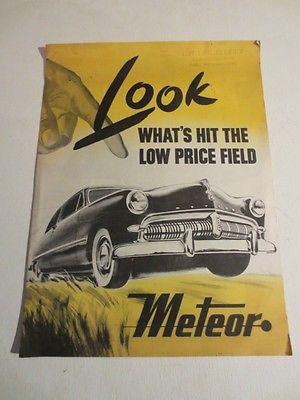 Look
WHAT'S HIT THE
LOW PRICE FIELD
Meteor